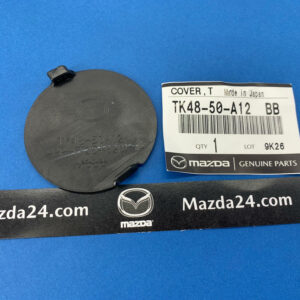 COVER, T Made in Japan
TK48-50-A12 BB
QTY 1 LOT 9K26
mazda GENUINE PARTS
Mazda24.com
mazda
Mazda24.com